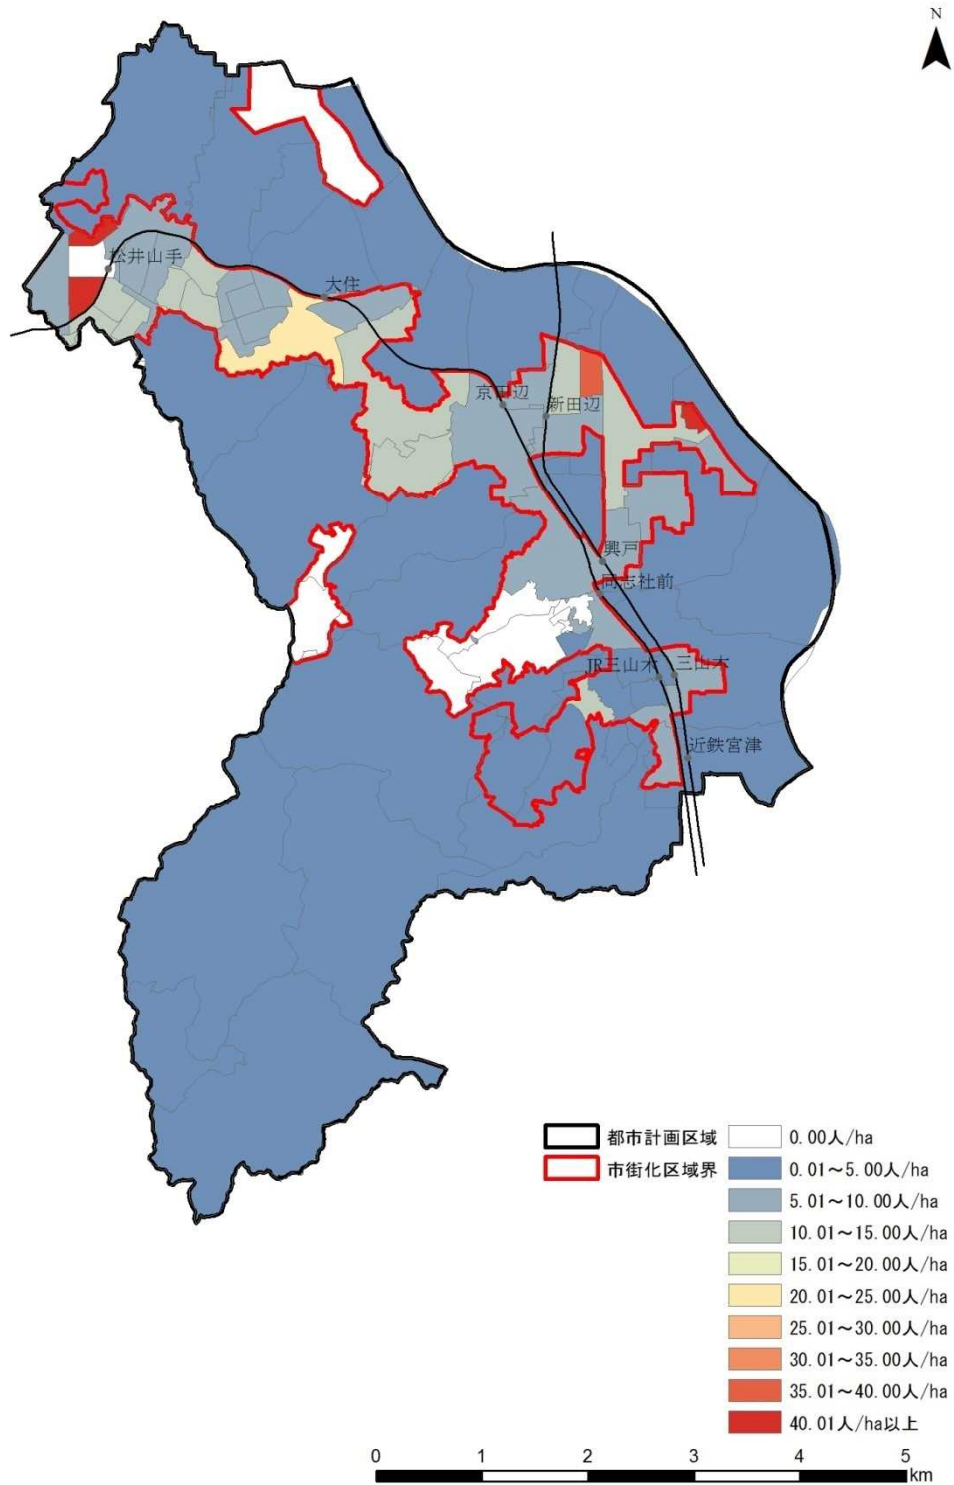 N
松井山手
大住
京田辺
新田辺
興戸
同志社前
JR三山木
三山木
近鉄宮津
都市計画区域
市街化区域界
0.00人/ha
0.01～5.00人/ha
5.01～10.00人/ha
10.01～15.00人/ha
15.01～20.00人/ha
20.01～25.00人/ha
25.01～30.00人/ha
30.01～35.00人/ha
35.01～40.00人/ha
40.01人/ha以上
0 1 2 3 4 5
km